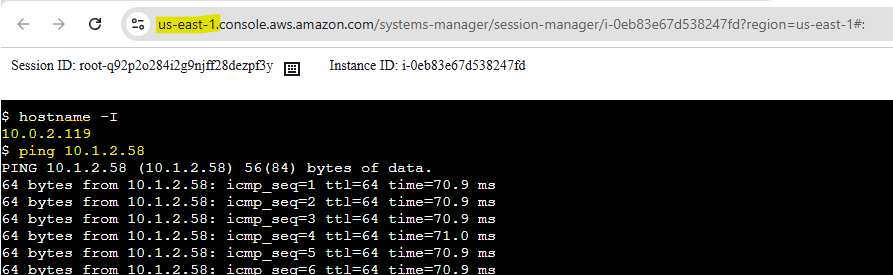 us-east-1.console.aws.amazon.com/systems-manager/session-manager/i-0eb83e67d538247fd?region=us-east-1#:
Session ID: root-q92p2o284i2g9njff28dezpf3y Instance ID: i-0eb83e67d538247fd
$ hostname -I
10.0.2.119
$ ping 10.1.2.58
PING 10.1.2.58 (10.1.2.58) 56(84) bytes of data.
64 bytes from 10.1.2.58: icmp_seq=1 ttl=64 time=70.9 ms
64 bytes from 10.1.2.58: icmp_seq=2 ttl=64 time=70.9 ms
64 bytes from 10.1.2.58: icmp_seq=3 ttl=64 time=70.9 ms
64 bytes from 10.1.2.58: icmp_seq=4 ttl=64 time=71.0 ms
64 bytes from 10.1.2.58: icmp_seq=5 ttl=64 time=70.9 ms
64 bytes from 10.1.2.58: icmp_seq=6 ttl=64 time=70.9 ms